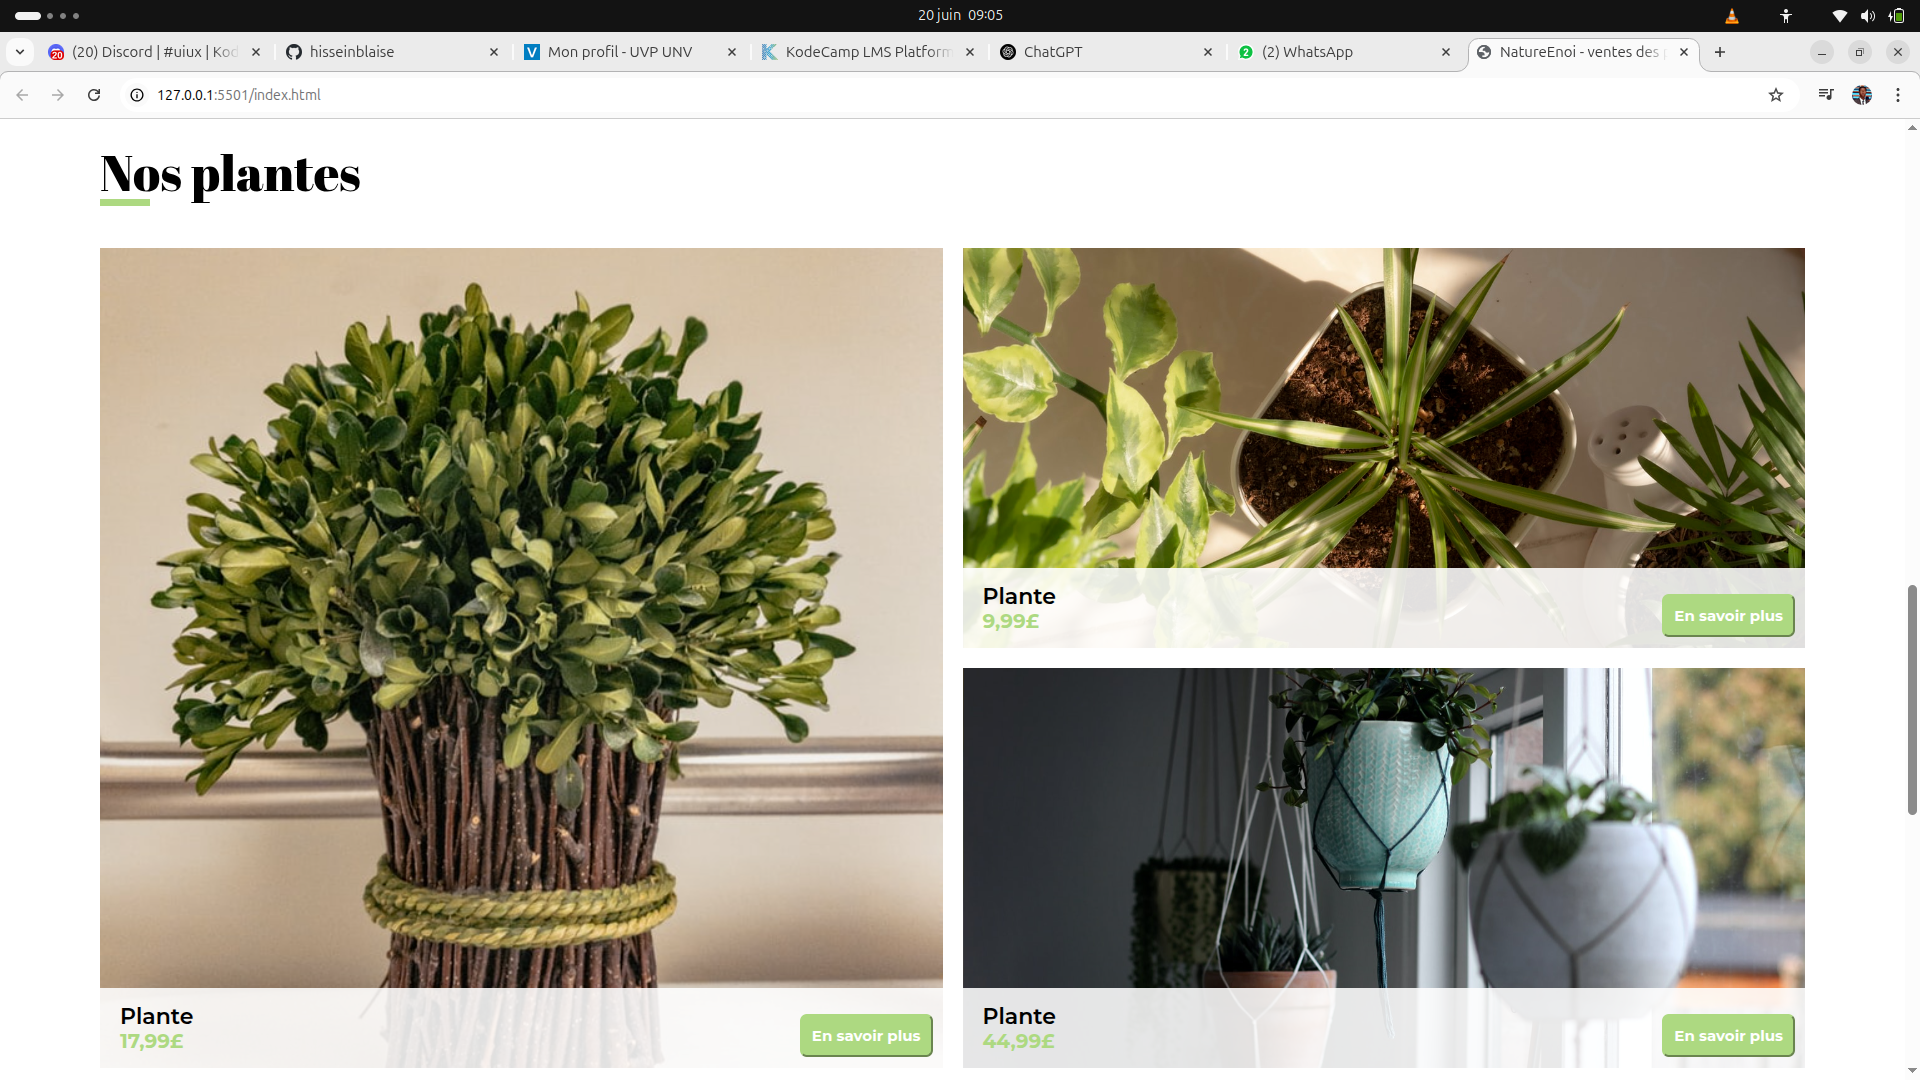 20 juin 09:05
(20) Discord | #uiux | Kod
hisseinblaise
Mon profil - UVP UNV
KodeCamp LMS Platform
ChatGPT
(2) WhatsApp
NatureEnoi - ventes des p
127.0.0.1:5501/index.html
Nos plantes
Plante
9,99£
En savoir plus
Plante
17,99£
En savoir plus
Plante
44,99£
En savoir plus